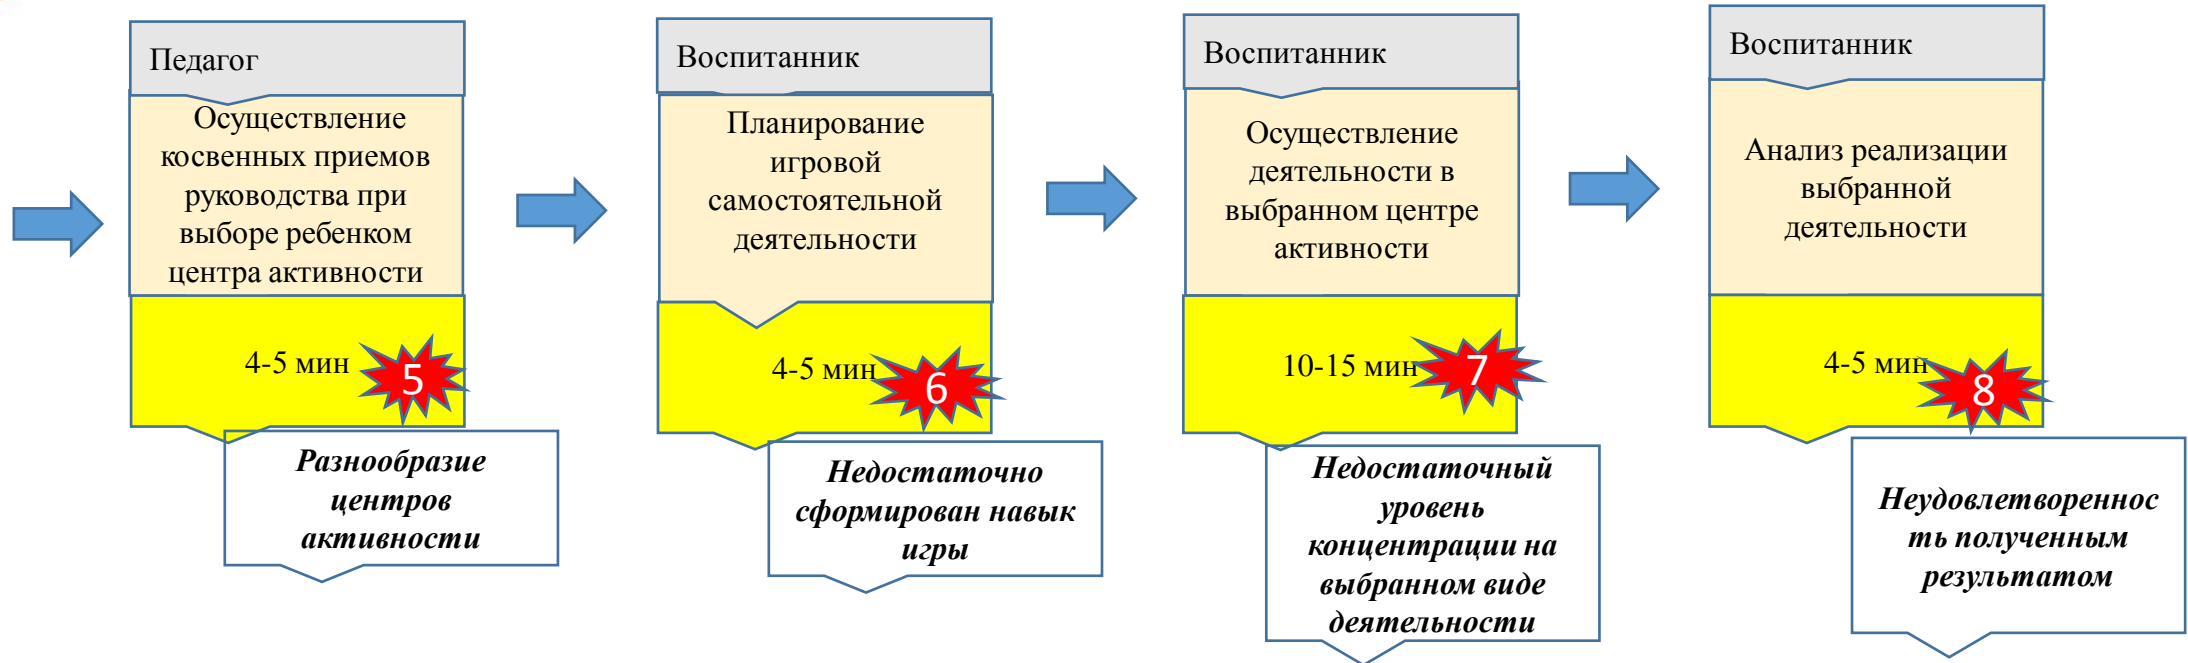 Педагог
Осуществление
косвенных приемов
руководства при
выборе ребенком
центра активности
4-5 мин
5
Разнообразие
центров
активности
Воспитанник
Планирование
игровой
самостоятельной
деятельности
4-5 мин
6
Недостаточно
сформирован навык
игры
Воспитанник
Осуществление
деятельности в
выбранном центре
активности
10-15 мин
7
Недостаточный
уровень
концентрации на
выбранном виде
деятельности
Воспитанник
Анализ реализации
выбранной
деятельности
4-5 мин
8
Неудовлетвореннос
ть полученным
результатом